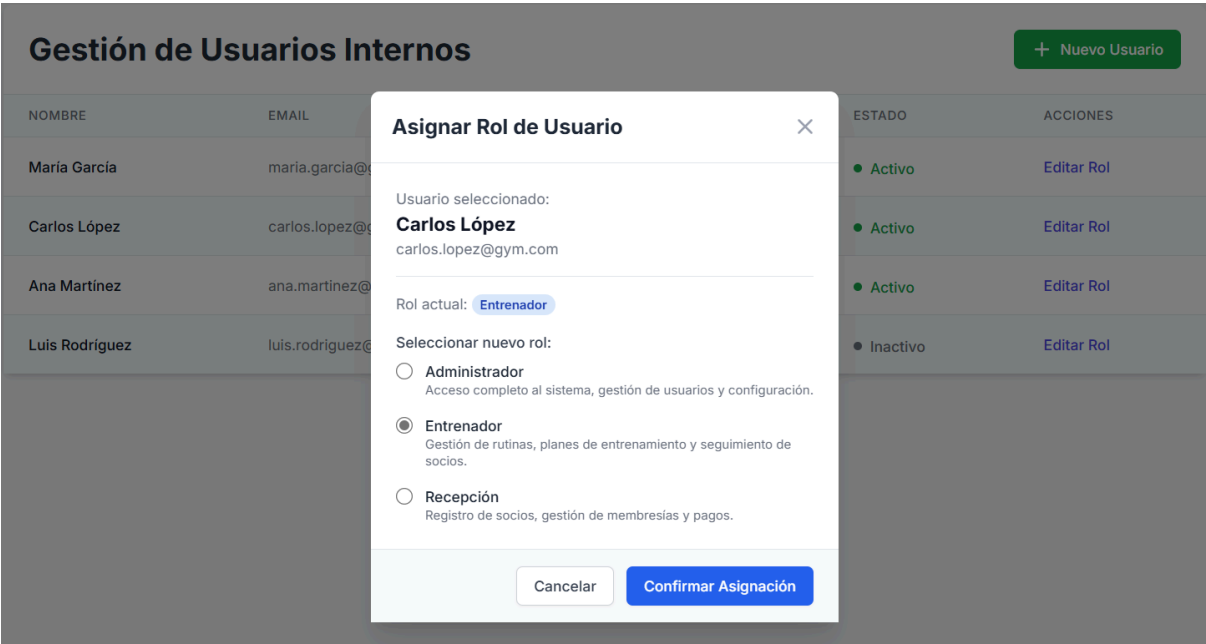 Gestión de Usuarios Internos
+ Nuevo Usuario
NOMBRE EMAIL ESTADO ACCIONES
María García maria.garcia@ Activo Editar Rol
Carlos López carlos.lopez@ Activo Editar Rol
Ana Martínez ana.martinez@ Activo Editar Rol
Luis Rodríguez luis.rodriguez@ Inactivo Editar Rol
Asignar Rol de Usuario
Usuario seleccionado:
Carlos López
carlos.lopez@gym.com
Rol actual: Entrenador
Seleccionar nuevo rol:
Administrador
Acceso completo al sistema, gestión de usuarios y configuración.
Entrenador
Gestión de rutinas, planes de entrenamiento y seguimiento de
socios.
Recepción
Registro de socios, gestión de membresías y pagos.
Cancelar Confirmar Asignación